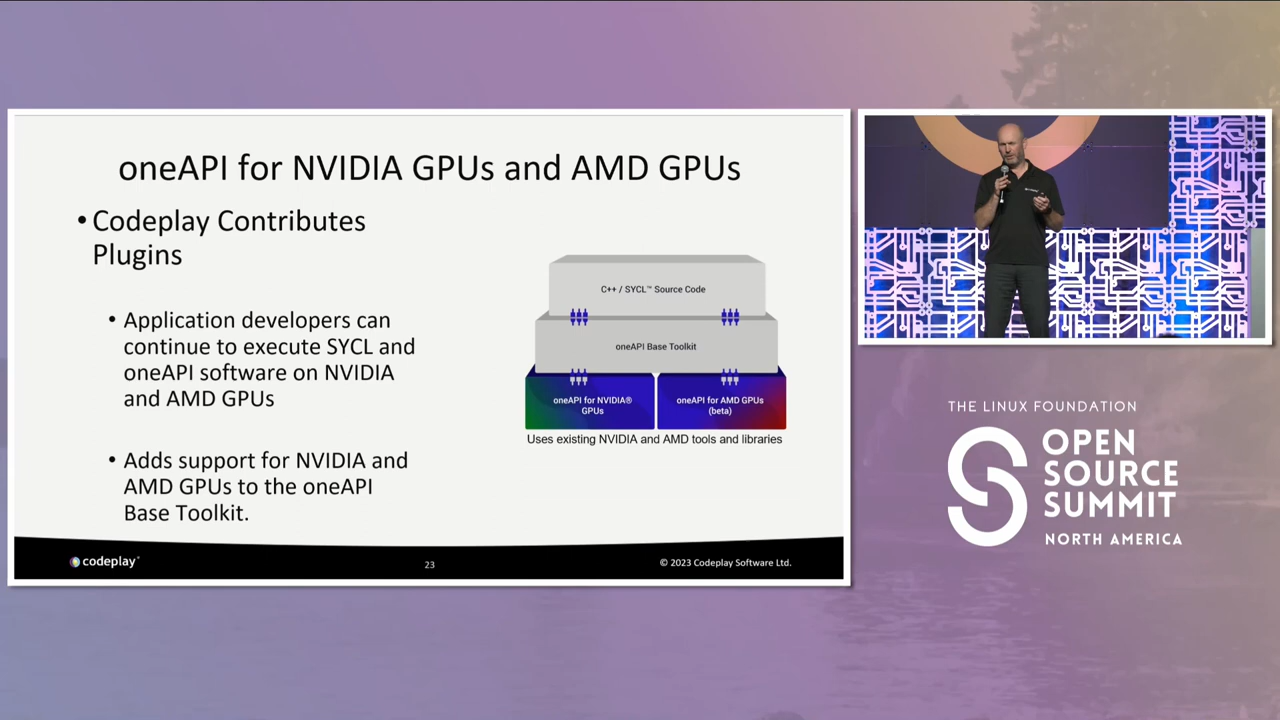 oneAPI for NVIDIA GPUs and AMD GPUs
• Codeplay Contributes
Plugins
• Application developers can
continue to execute SYCL and
oneAPI software on NVIDIA
and AMD GPUs
• Adds support for NVIDIA and
AMD GPUs to the oneAPI
Base Toolkit.
C++ / SYCL™ Source Code
oneAPI Base Toolkit
oneAPI for NVIDIA®
GPUs
oneAPI for AMD GPUs
(beta)
Uses existing NVIDIA and AMD tools and libraries
codeplay®
23
© 2023 Codeplay Software Ltd.
THE LINUX FOUNDATION
OPEN
SOURCE
SUMMIT
NORTH AMERICA